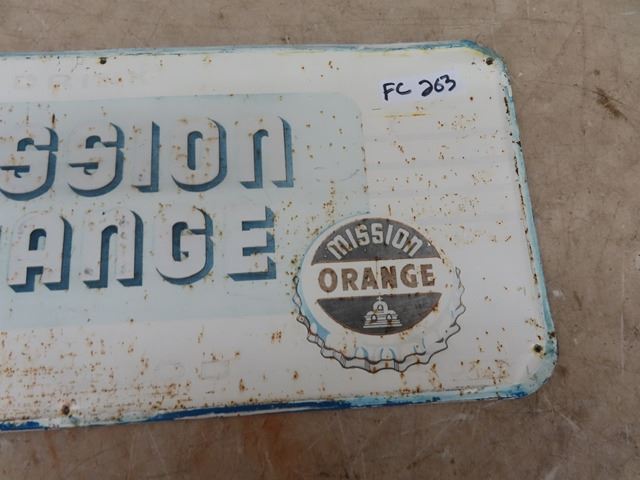 FC 263
SSION
ANGE
MISSION
ORANGE